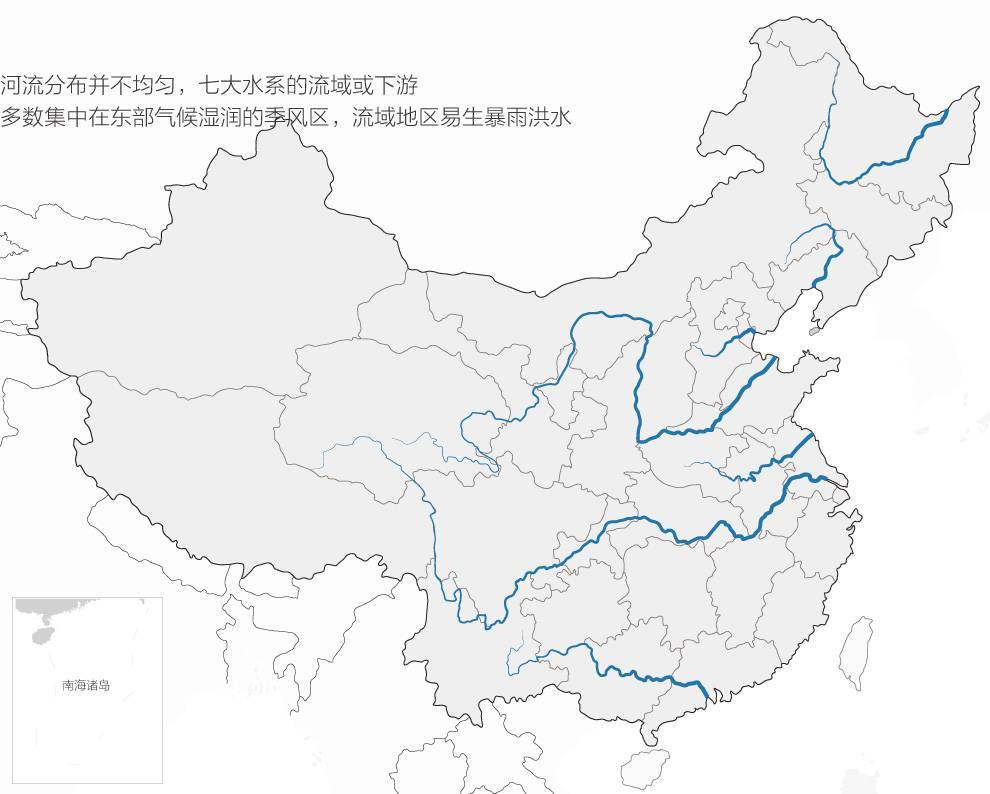 河流分布并不均匀，七大水系的流域或下游
多数集中在东部气候湿润的季风区，流域地区易生暴雨洪水
南海诸岛